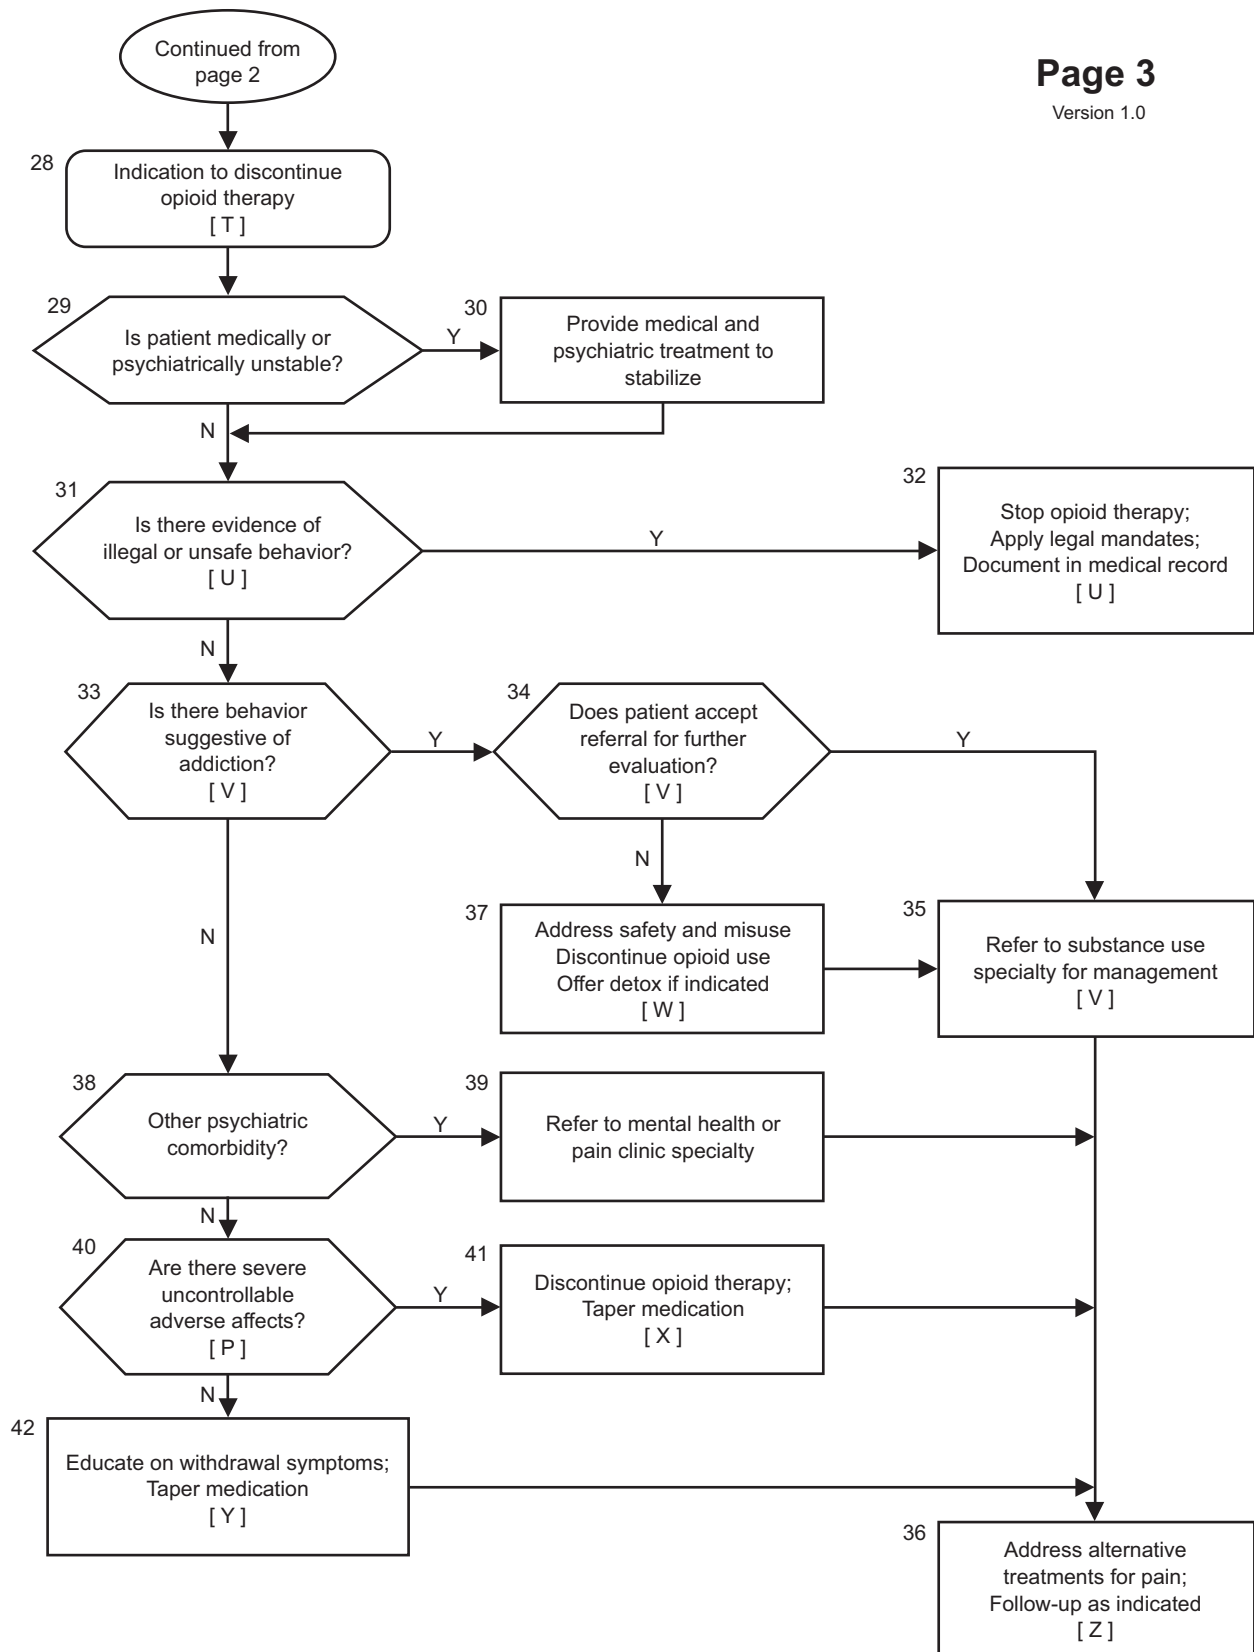 Continued from
page 2
Page 3
Version 1.0
28
Indication to discontinue
opioid therapy
[ T ]
29
Is patient medically or
psychiatrically unstable?
Y
30
Provide medical and
psychiatric treatment to
stabilize
N
31
Is there evidence of
illegal or unsafe behavior?
[ U ]
Y
32
Stop opioid therapy;
Apply legal mandates;
Document in medical record
[ U ]
N
33
Is there behavior
suggestive of
addiction?
[ V ]
Y
34
Does patient accept
referral for further
evaluation?
[ V ]
Y
N
37
Address safety and misuse
Discontinue opioid use
Offer detox if indicated
[ W ]
35
Refer to substance use
specialty for management
[ V ]
N
38
Other psychiatric
comorbidity?
Y
39
Refer to mental health or
pain clinic specialty
N
40
Are there severe
uncontrollable
adverse affects?
[ P ]
Y
41
Discontinue opioid therapy;
Taper medication
[ X ]
N
42
Educate on withdrawal symptoms;
Taper medication
[ Y ]
36
Address alternative
treatments for pain;
Follow-up as indicated
[ Z ]